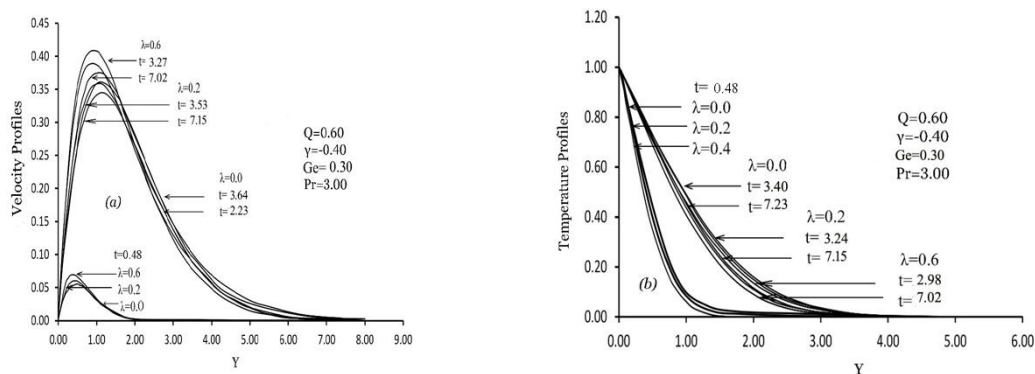 0.45
0.40
0.35
0.30
0.25
0.20
0.15
0.10
0.05
0.00
Velocity Profiles
0.00 1.00 2.00 3.00 4.00 5.00 6.00 7.00 8.00 9.00
Y
λ=0.6
t= 3.27
t= 7.02
λ=0.2
t= 3.53
t= 7.15
Q=0.60
γ=-0.40
Ge= 0.30
Pr=3.00
λ=0.0
t= 3.64
t= 2.23
(a)
t=0.48
λ=0.6
λ=0.2
λ=0.0
1.20
1.00
0.80
0.60
0.40
0.20
0.00
Temperature Profiles
0.00 1.00 2.00 3.00 4.00 5.00 6.00
Y
t= 0.48
λ=0.0
λ=0.2
λ=0.4
Q=0.60
γ=-0.40
Ge=0.30
Pr=3.00
λ=0.0
t= 3.40
t= 7.23
λ=0.2
t= 3.24
t= 7.15
λ=0.6
t= 2.98
t= 7.02
(b)